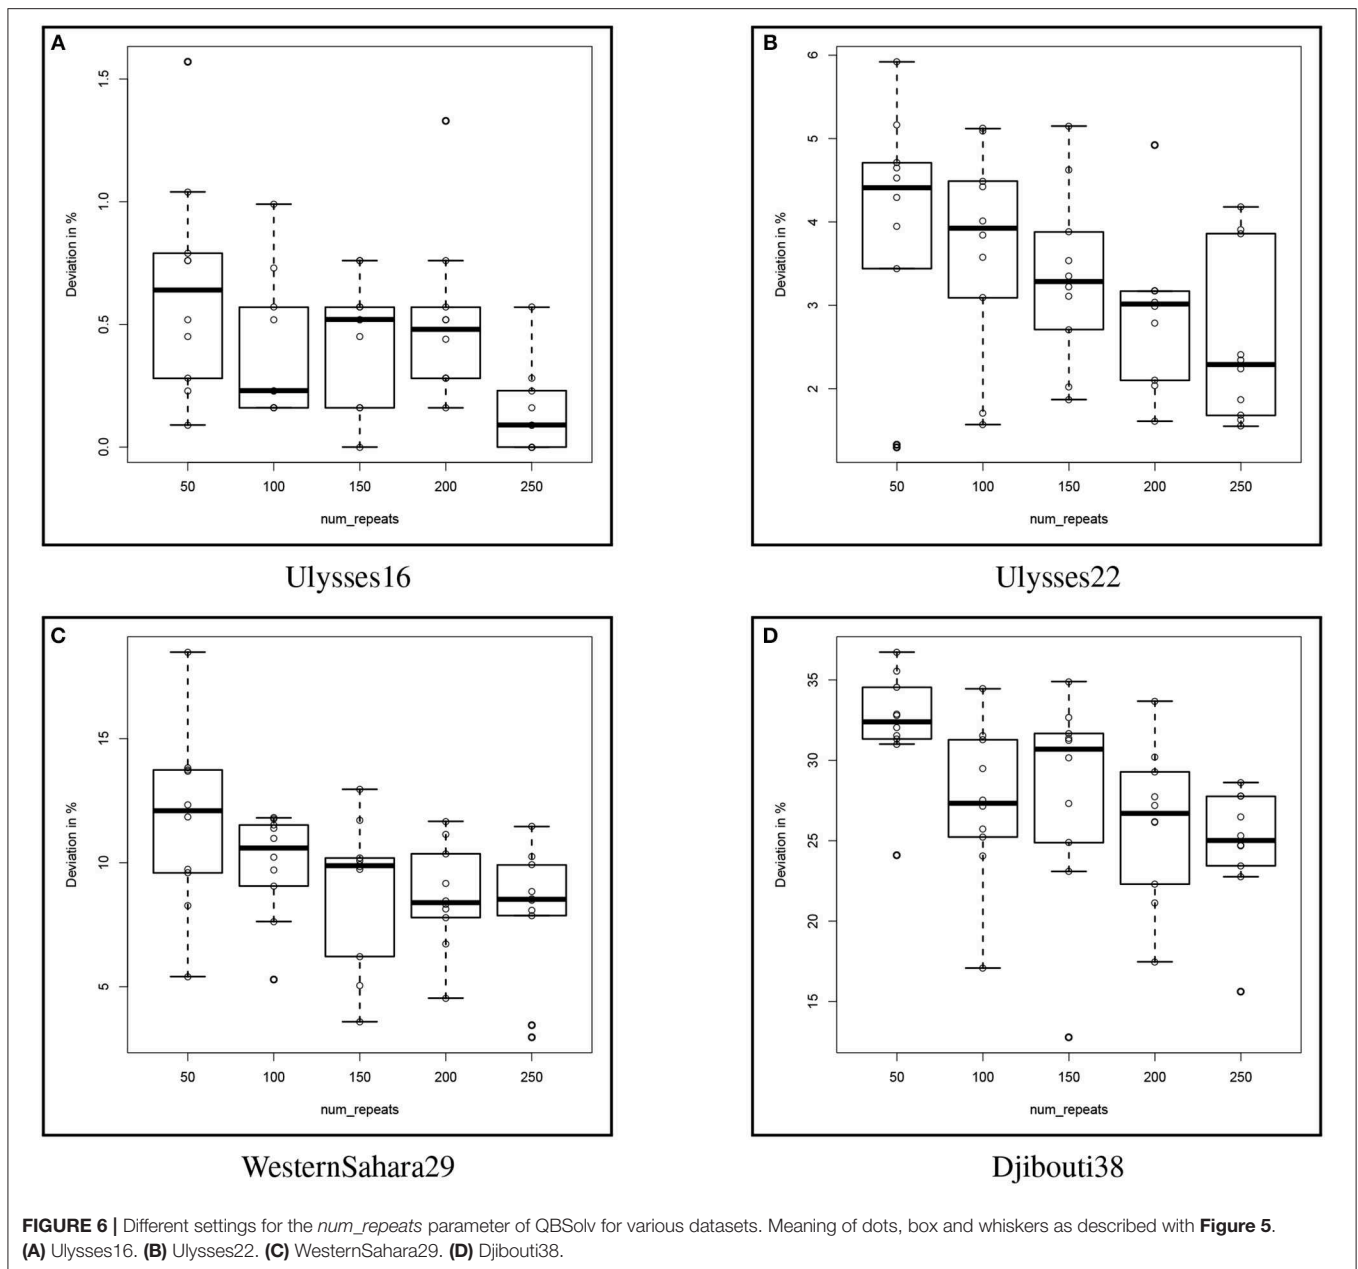 A
Deviation in %
1.5
1.0
0.5
0.0
50 100 150 200 250
num_repeats
Ulysses16
B
Deviation in %
6
5
4
3
2
50 100 150 200 250
num_repeats
Ulysses22
C
Deviation in %
15
10
5
50 100 150 200 250
num_repeats
WesternSahara29
D
Deviation in %
35
30
25
20
15
50 100 150 200 250
num_repeats
Djibouti38
FIGURE 6 | Different settings for the num_repeats parameter of QBSolv for various datasets. Meaning of dots, box and whiskers as described with Figure 5.
(A) Ulysses16. (B) Ulysses22. (C) WesternSahara29. (D) Djibouti38.